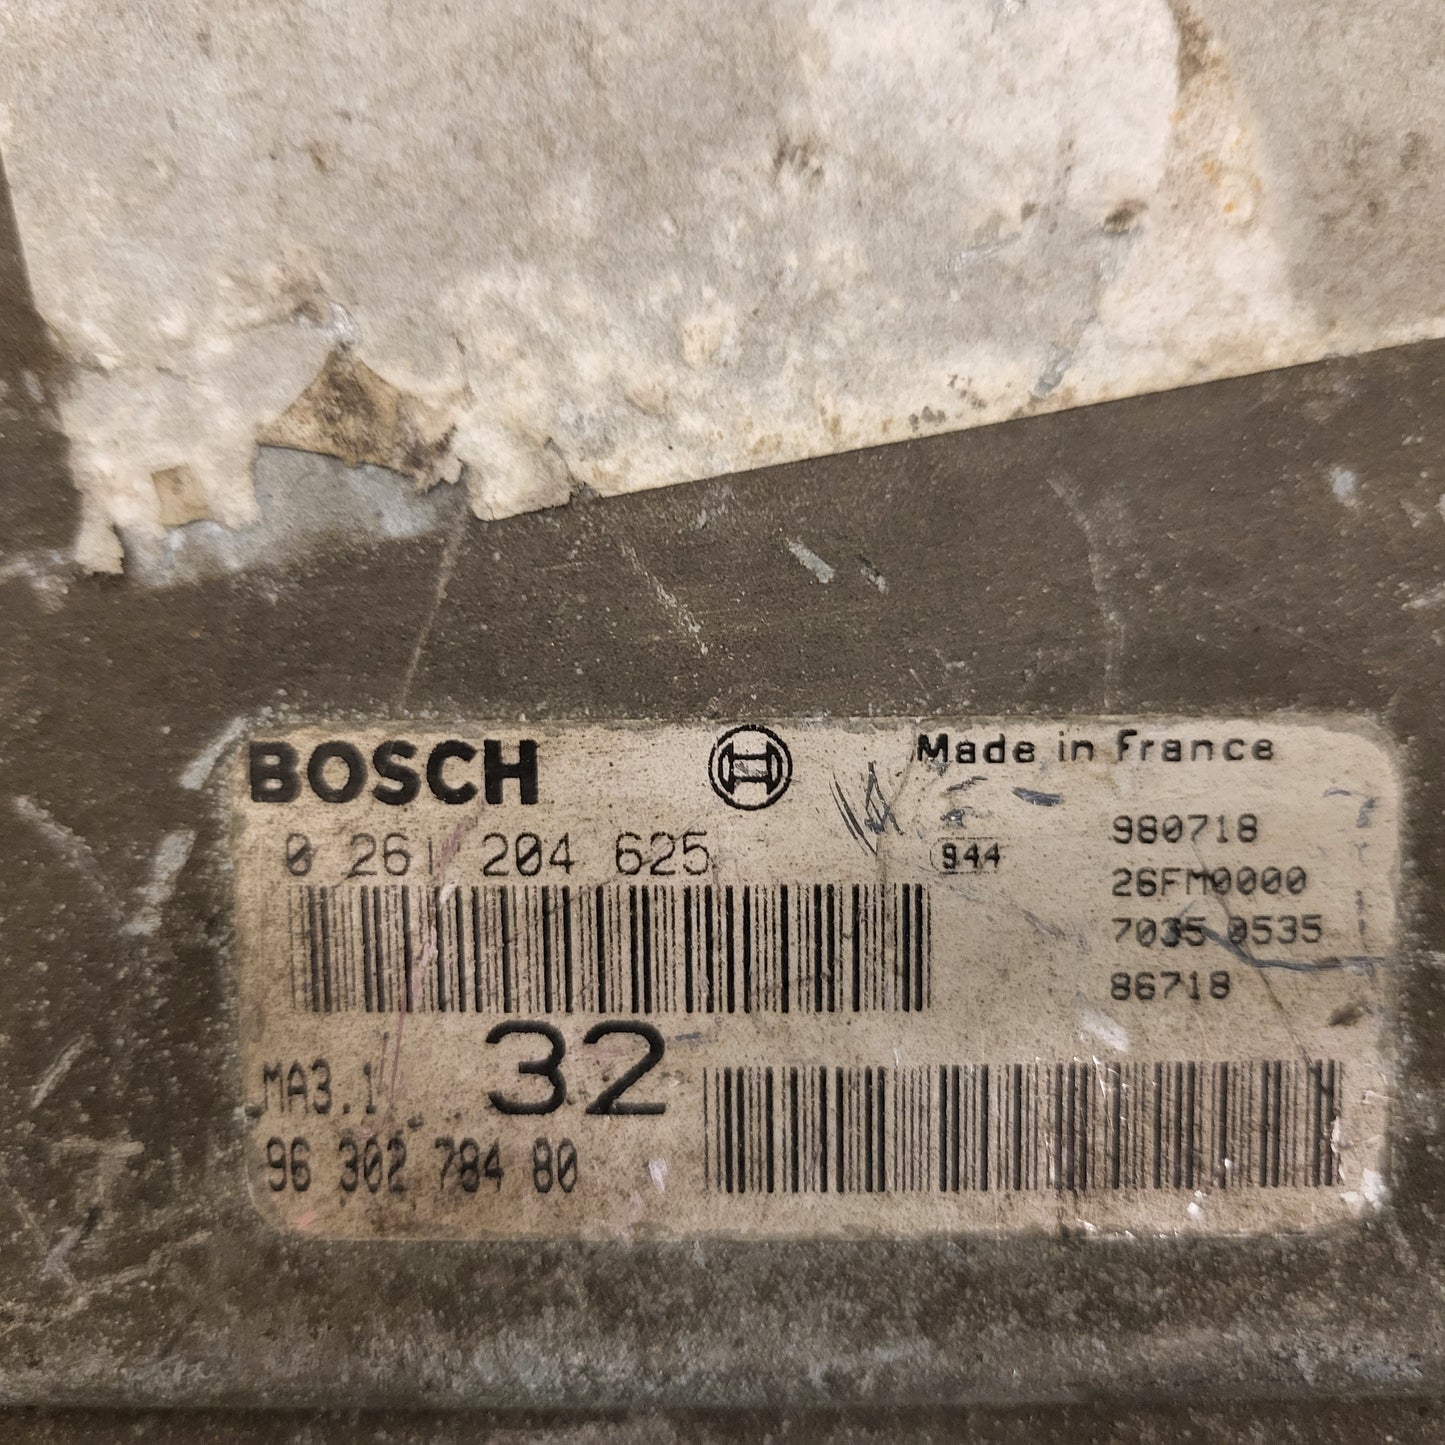 BOSCH
Made in France
0 261 204 625
944
980718
26FM0000
7035 0535
86718
32
MA3.1
96 302 784 80